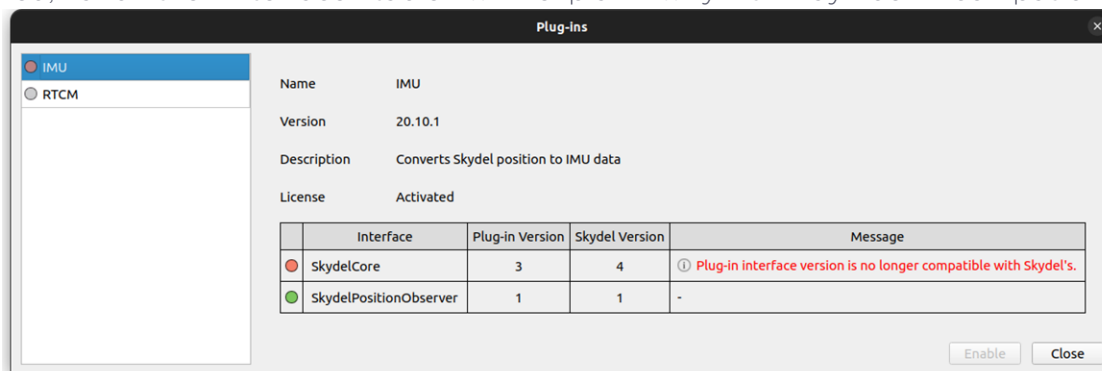 Plug-ins
IMU
RTCM
Name IMU
Version 20.10.1
Description Converts Skydel position to IMU data
License Activated
Interface Plug-in Version Skydel Version Message
SkydelCore 3 4 Plug-in interface version is no longer compatible with Skydel's.
SkydelPositionObserver 1 1 -
Enable Close